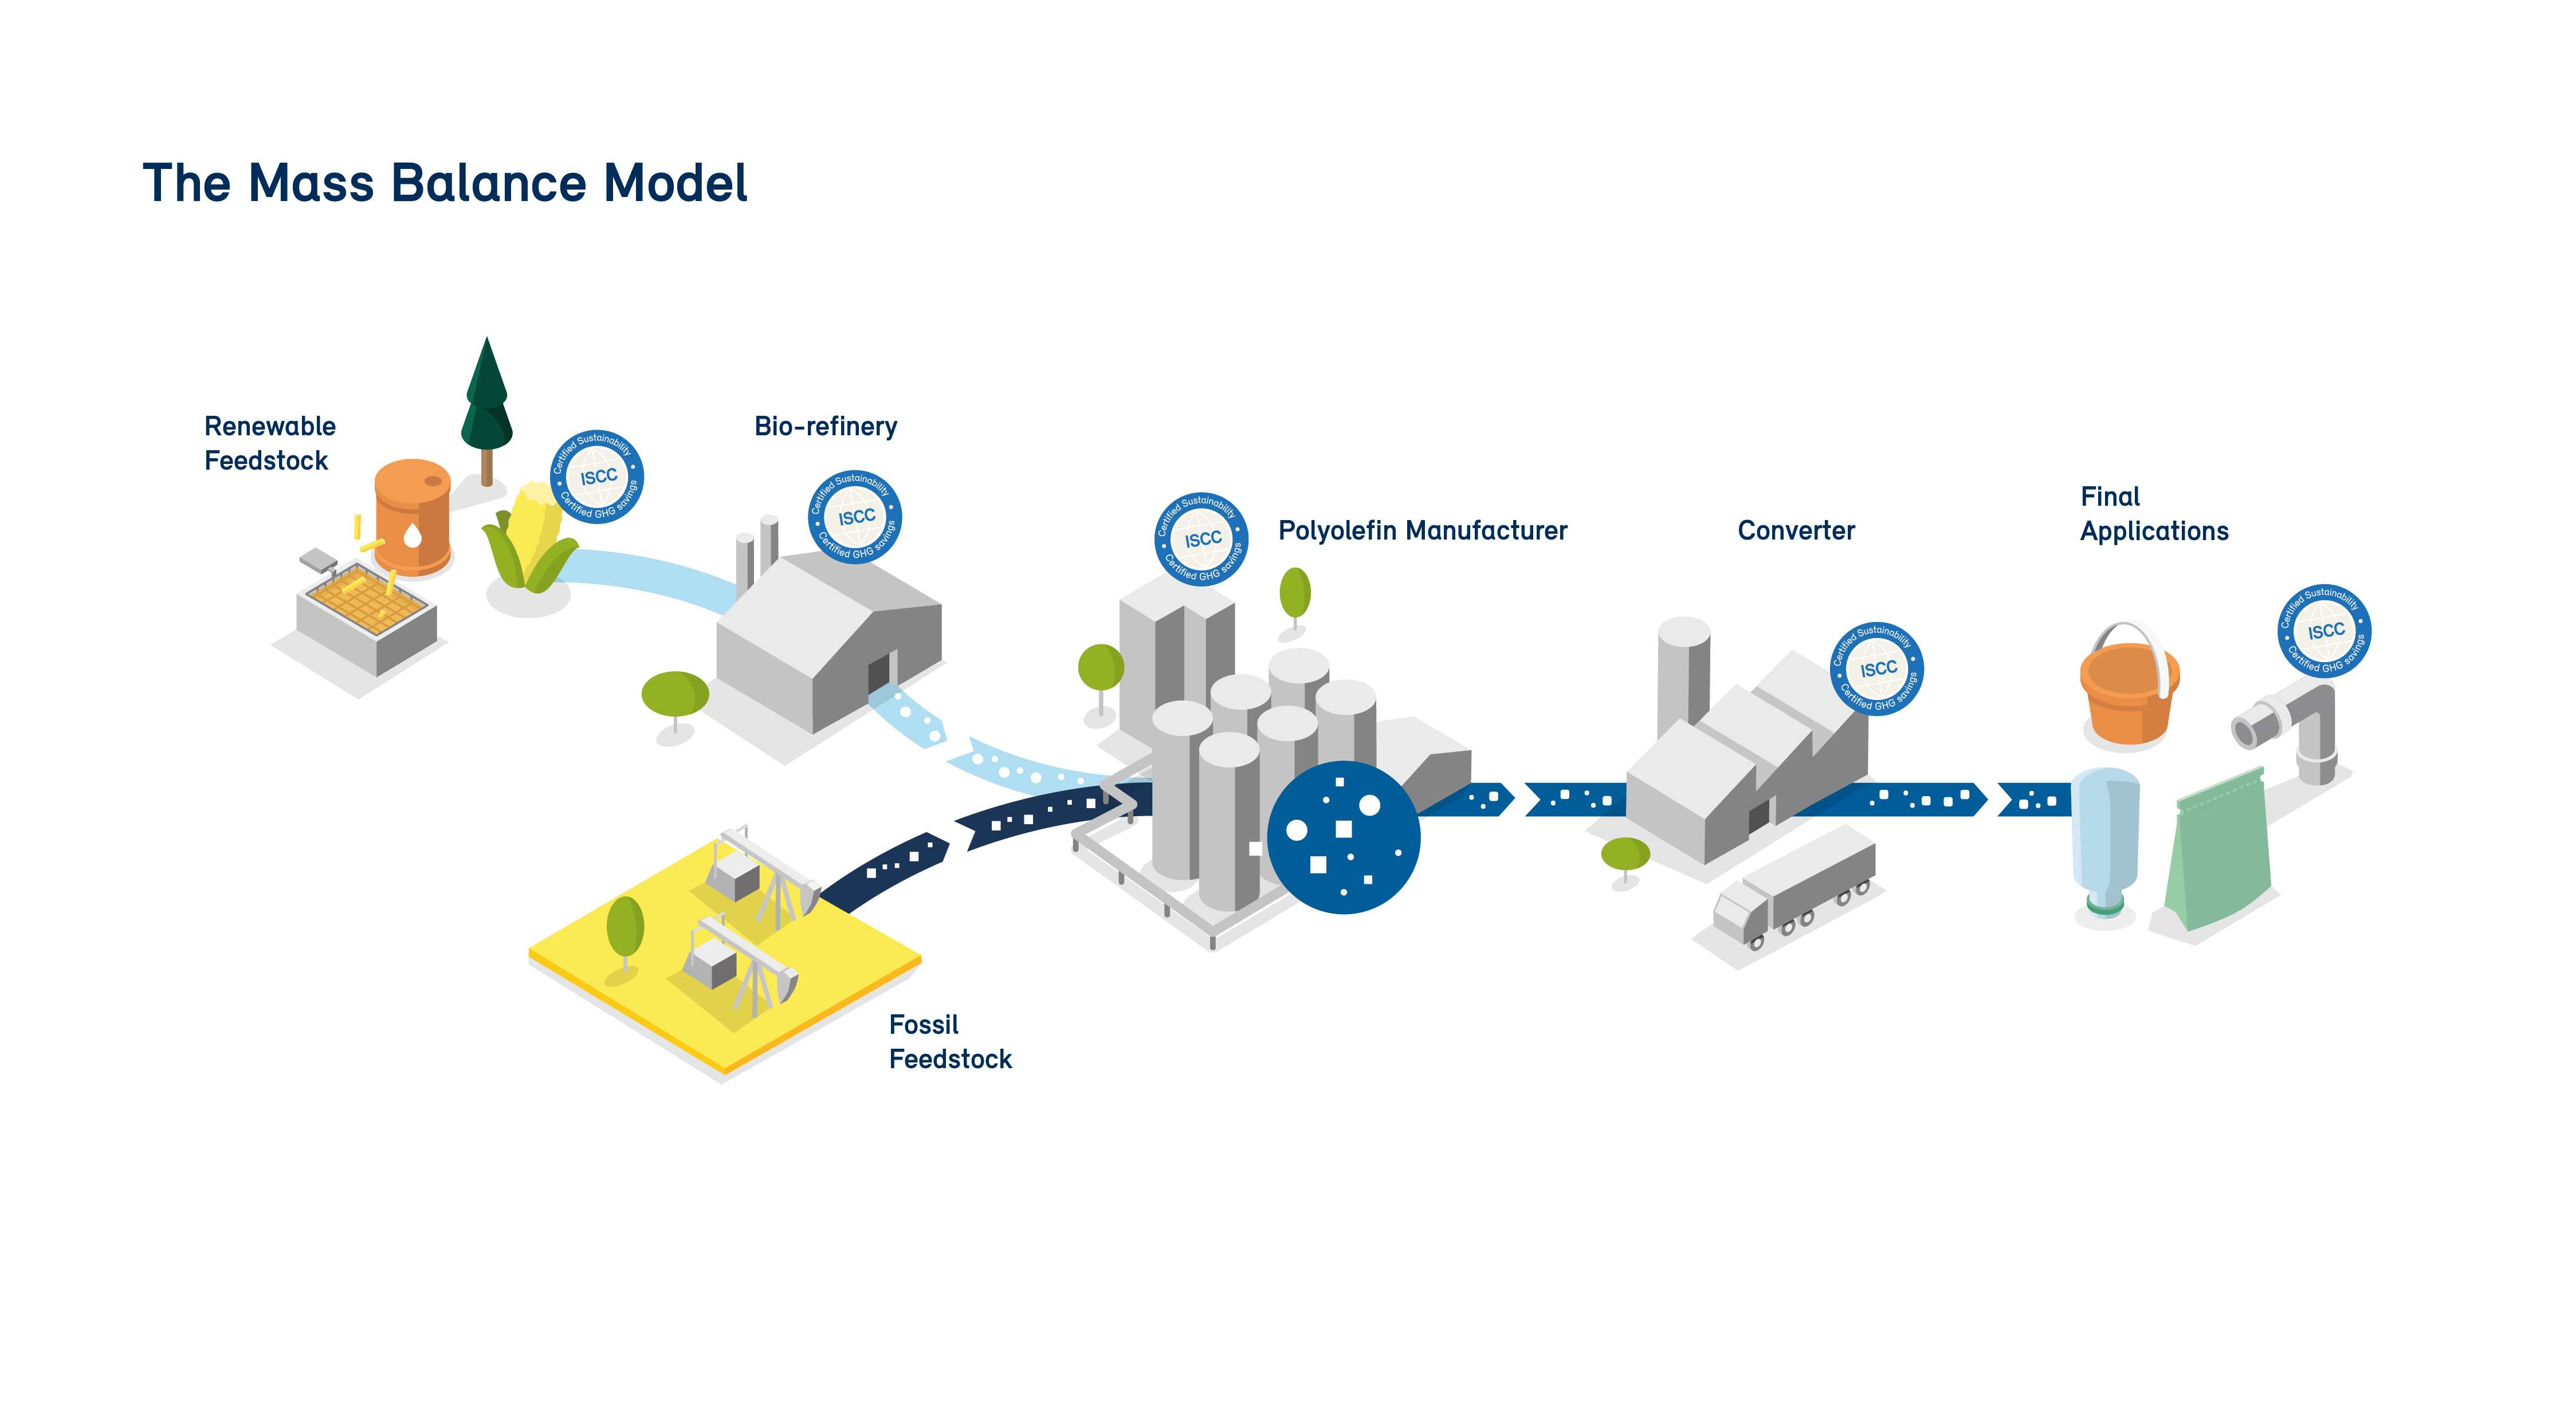 The Mass Balance Model
Renewable
Feedstock
Certified Sustainability
ISCC
Certified GHG savings
Bio-refinery
Certified Sustainability
ISCC
Certified GHG savings
Certified Sustainability
ISCC
Certified GHG savings
Polyolefin Manufacturer
Converter
Certified Sustainability
ISCC
Certified GHG savings
Final
Applications
Certified Sustainability
ISCC
Certified GHG savings
Fossil
Feedstock